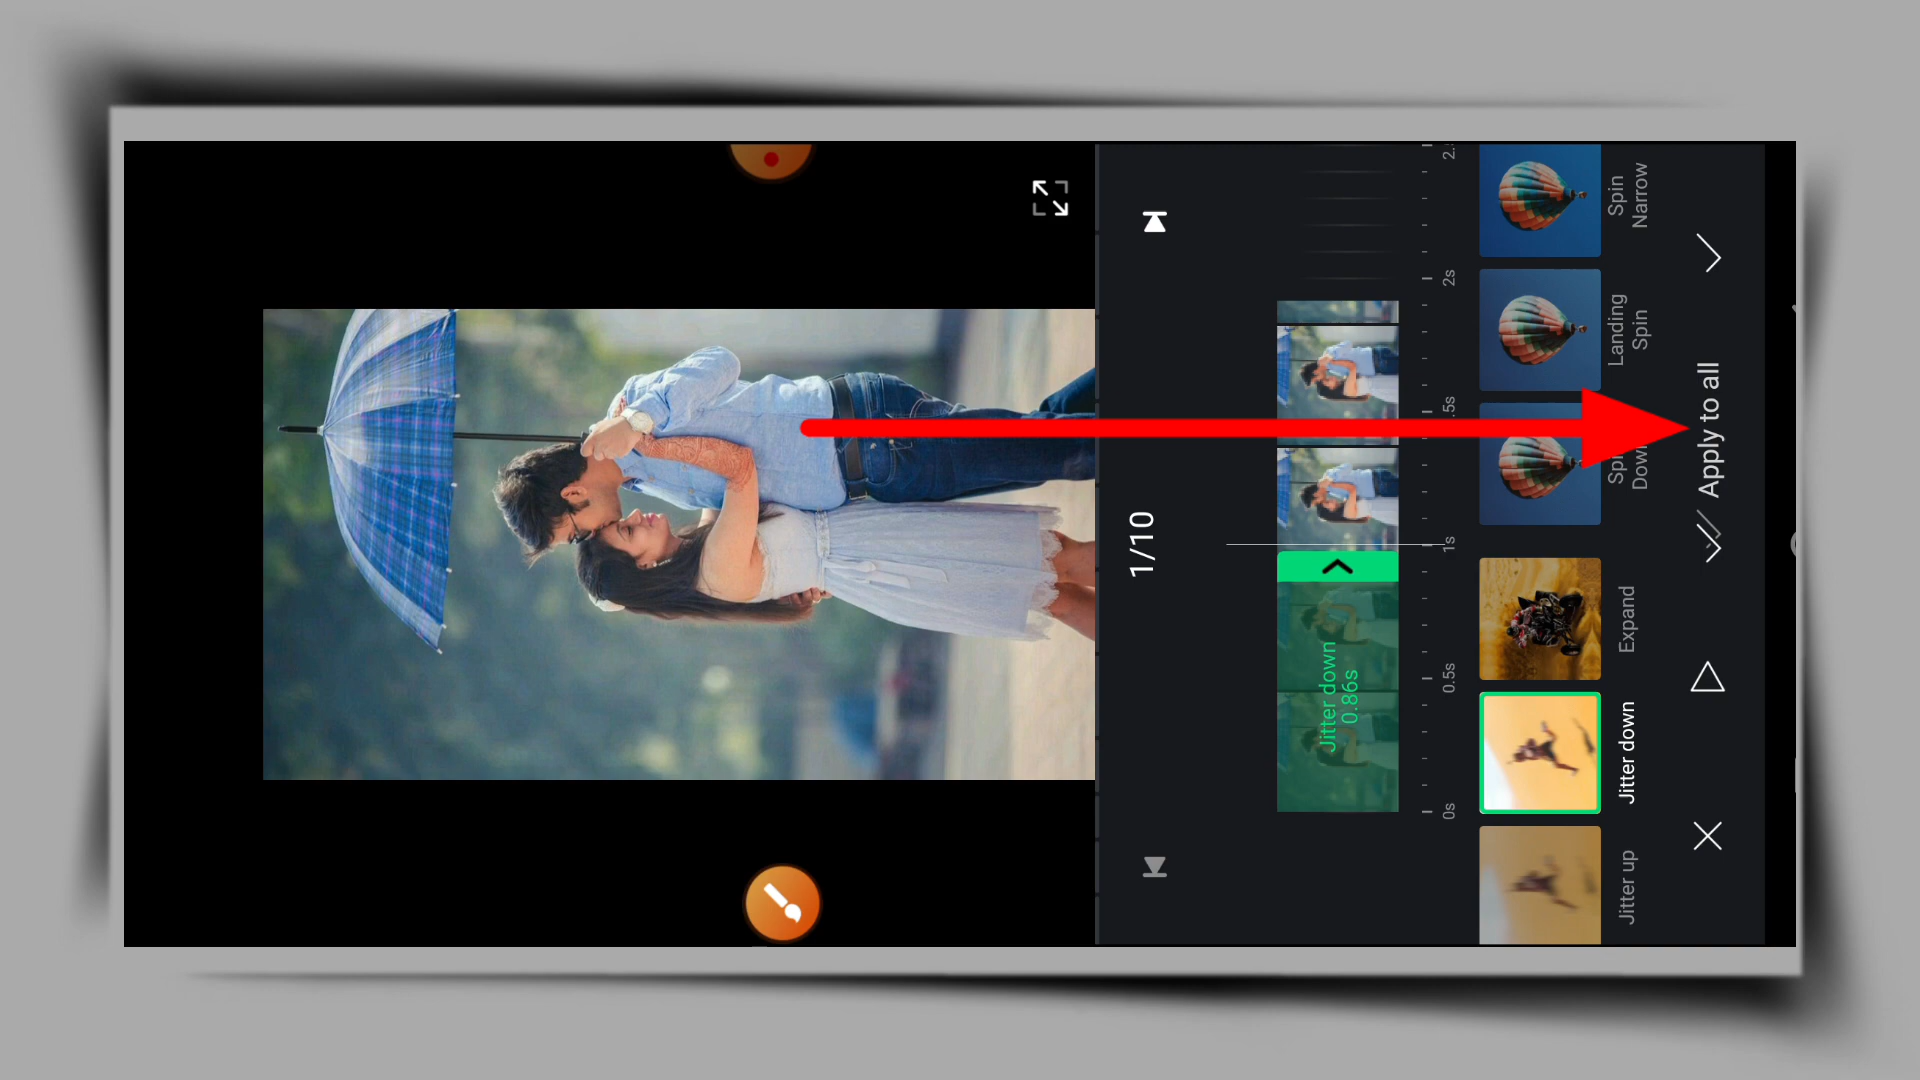 1/10
Jitter down
0.86s
0s
0.5s
1s
.5s
2s
2.
Jitter up
Jitter down
Expand
Landing
Spin
Spin
Narrow
Apply to all